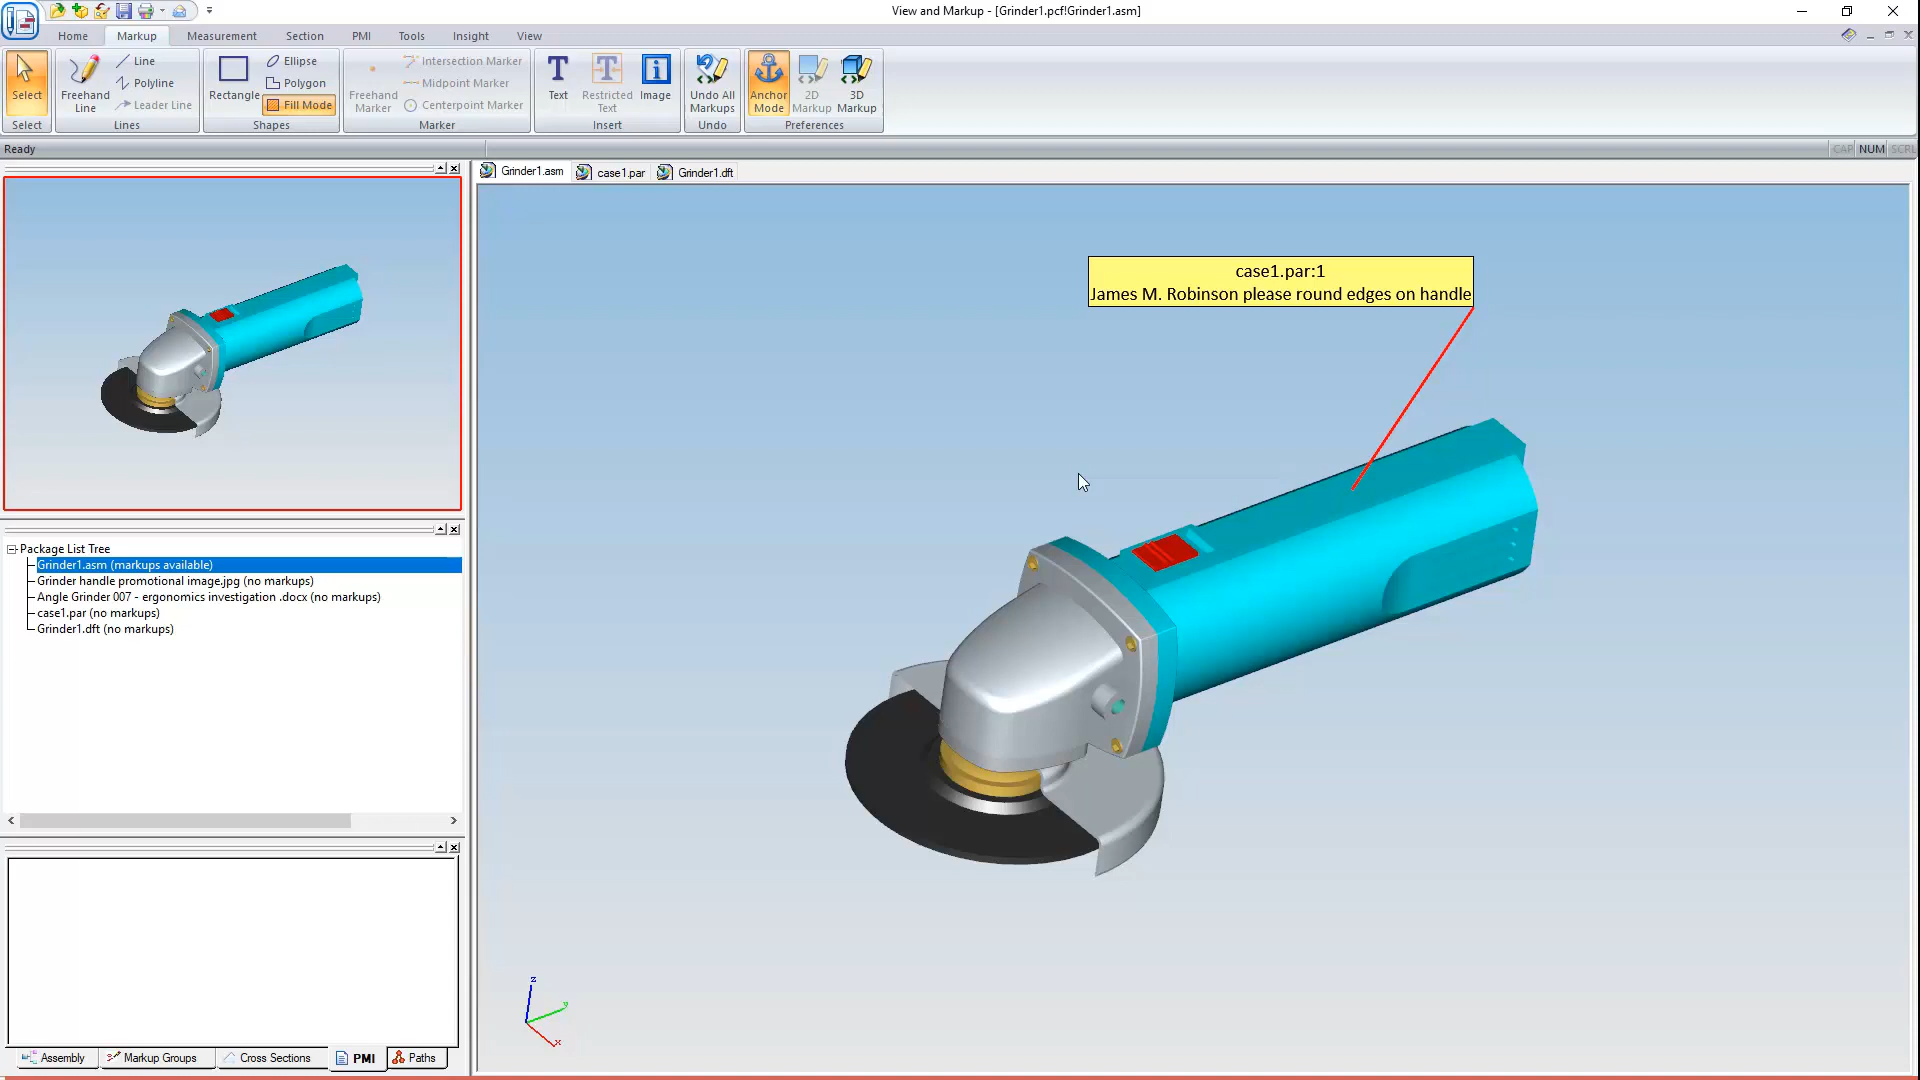 View and Markup - [Grinder1.pcf!Grinder1.asm]
Home Markup Measurement Section PMI Tools Insight View
Select
Freehand Line
Line
Polyline
Leader Line
Rectangle
Ellipse
Polygon
Fill Mode
Freehand Marker
Intersection Marker
Midpoint Marker
Centerpoint Marker
Text
Restricted Text
Image
Undo All Markups
Anchor Mode
2D Markup
3D Markup
Select Lines Shapes Marker Insert Undo Preferences
Ready
CAP NUM SCRL
Grinder1.asm case1.par Grinder1.dft
case1.par:1
James M. Robinson please round edges on handle
Package List Tree
Grinder1.asm (markups available)
Grinder handle promotional image.jpg (no markups)
Angle Grinder 007 - ergonomics investigation .docx (no markups)
case1.par (no markups)
Grinder1.dft (no markups)
z
y
x
Assembly Markup Groups Cross Sections PMI Paths